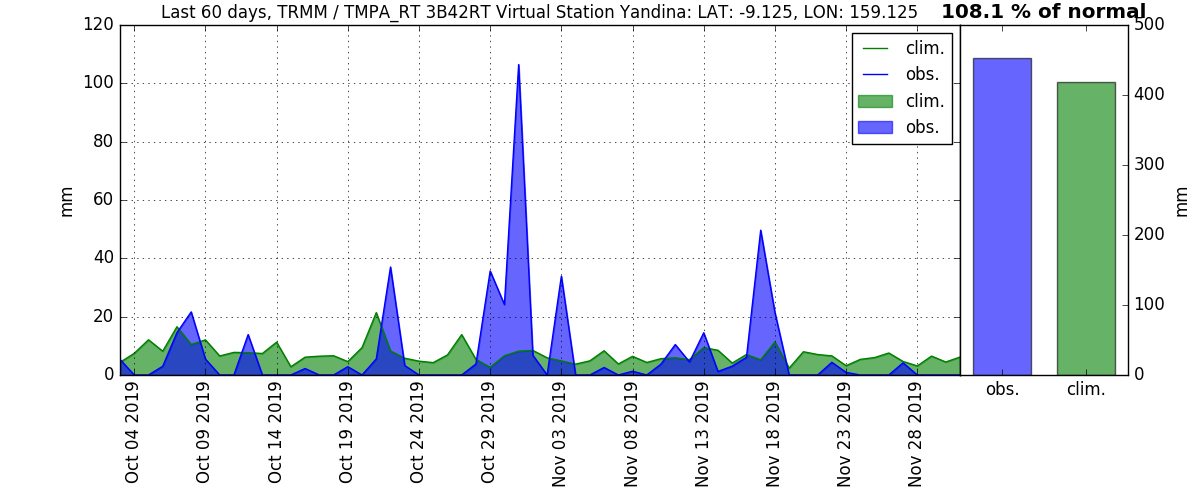 Last 60 days, TRMM / TMPA_RT 3B42RT Virtual Station Yandina: LAT: -9.125, LON: 159.125
108.1 % of normal
120
100
80
60
40
20
0
mm
clim.
obs.
clim.
obs.
Oct 04 2019
Oct 09 2019
Oct 14 2019
Oct 19 2019
Oct 24 2019
Oct 29 2019
Nov 03 2019
Nov 08 2019
Nov 13 2019
Nov 18 2019
Nov 23 2019
Nov 28 2019
500
400
300
200
100
0
mm
obs.
clim.